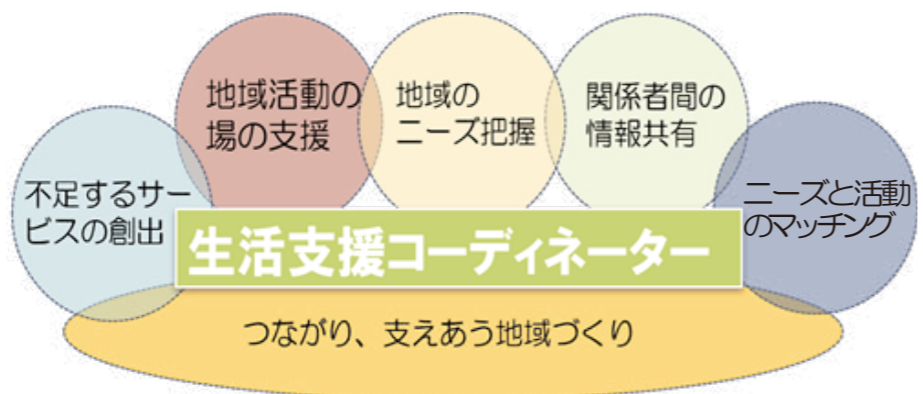 地域活動の
場の支援
地域の
ニーズ把握
関係者間の
情報共有
不足するサー
ビスの創出
ニーズと活動
のマッチング
生活支援コーディネーター
つながり、支えあう地域づくり